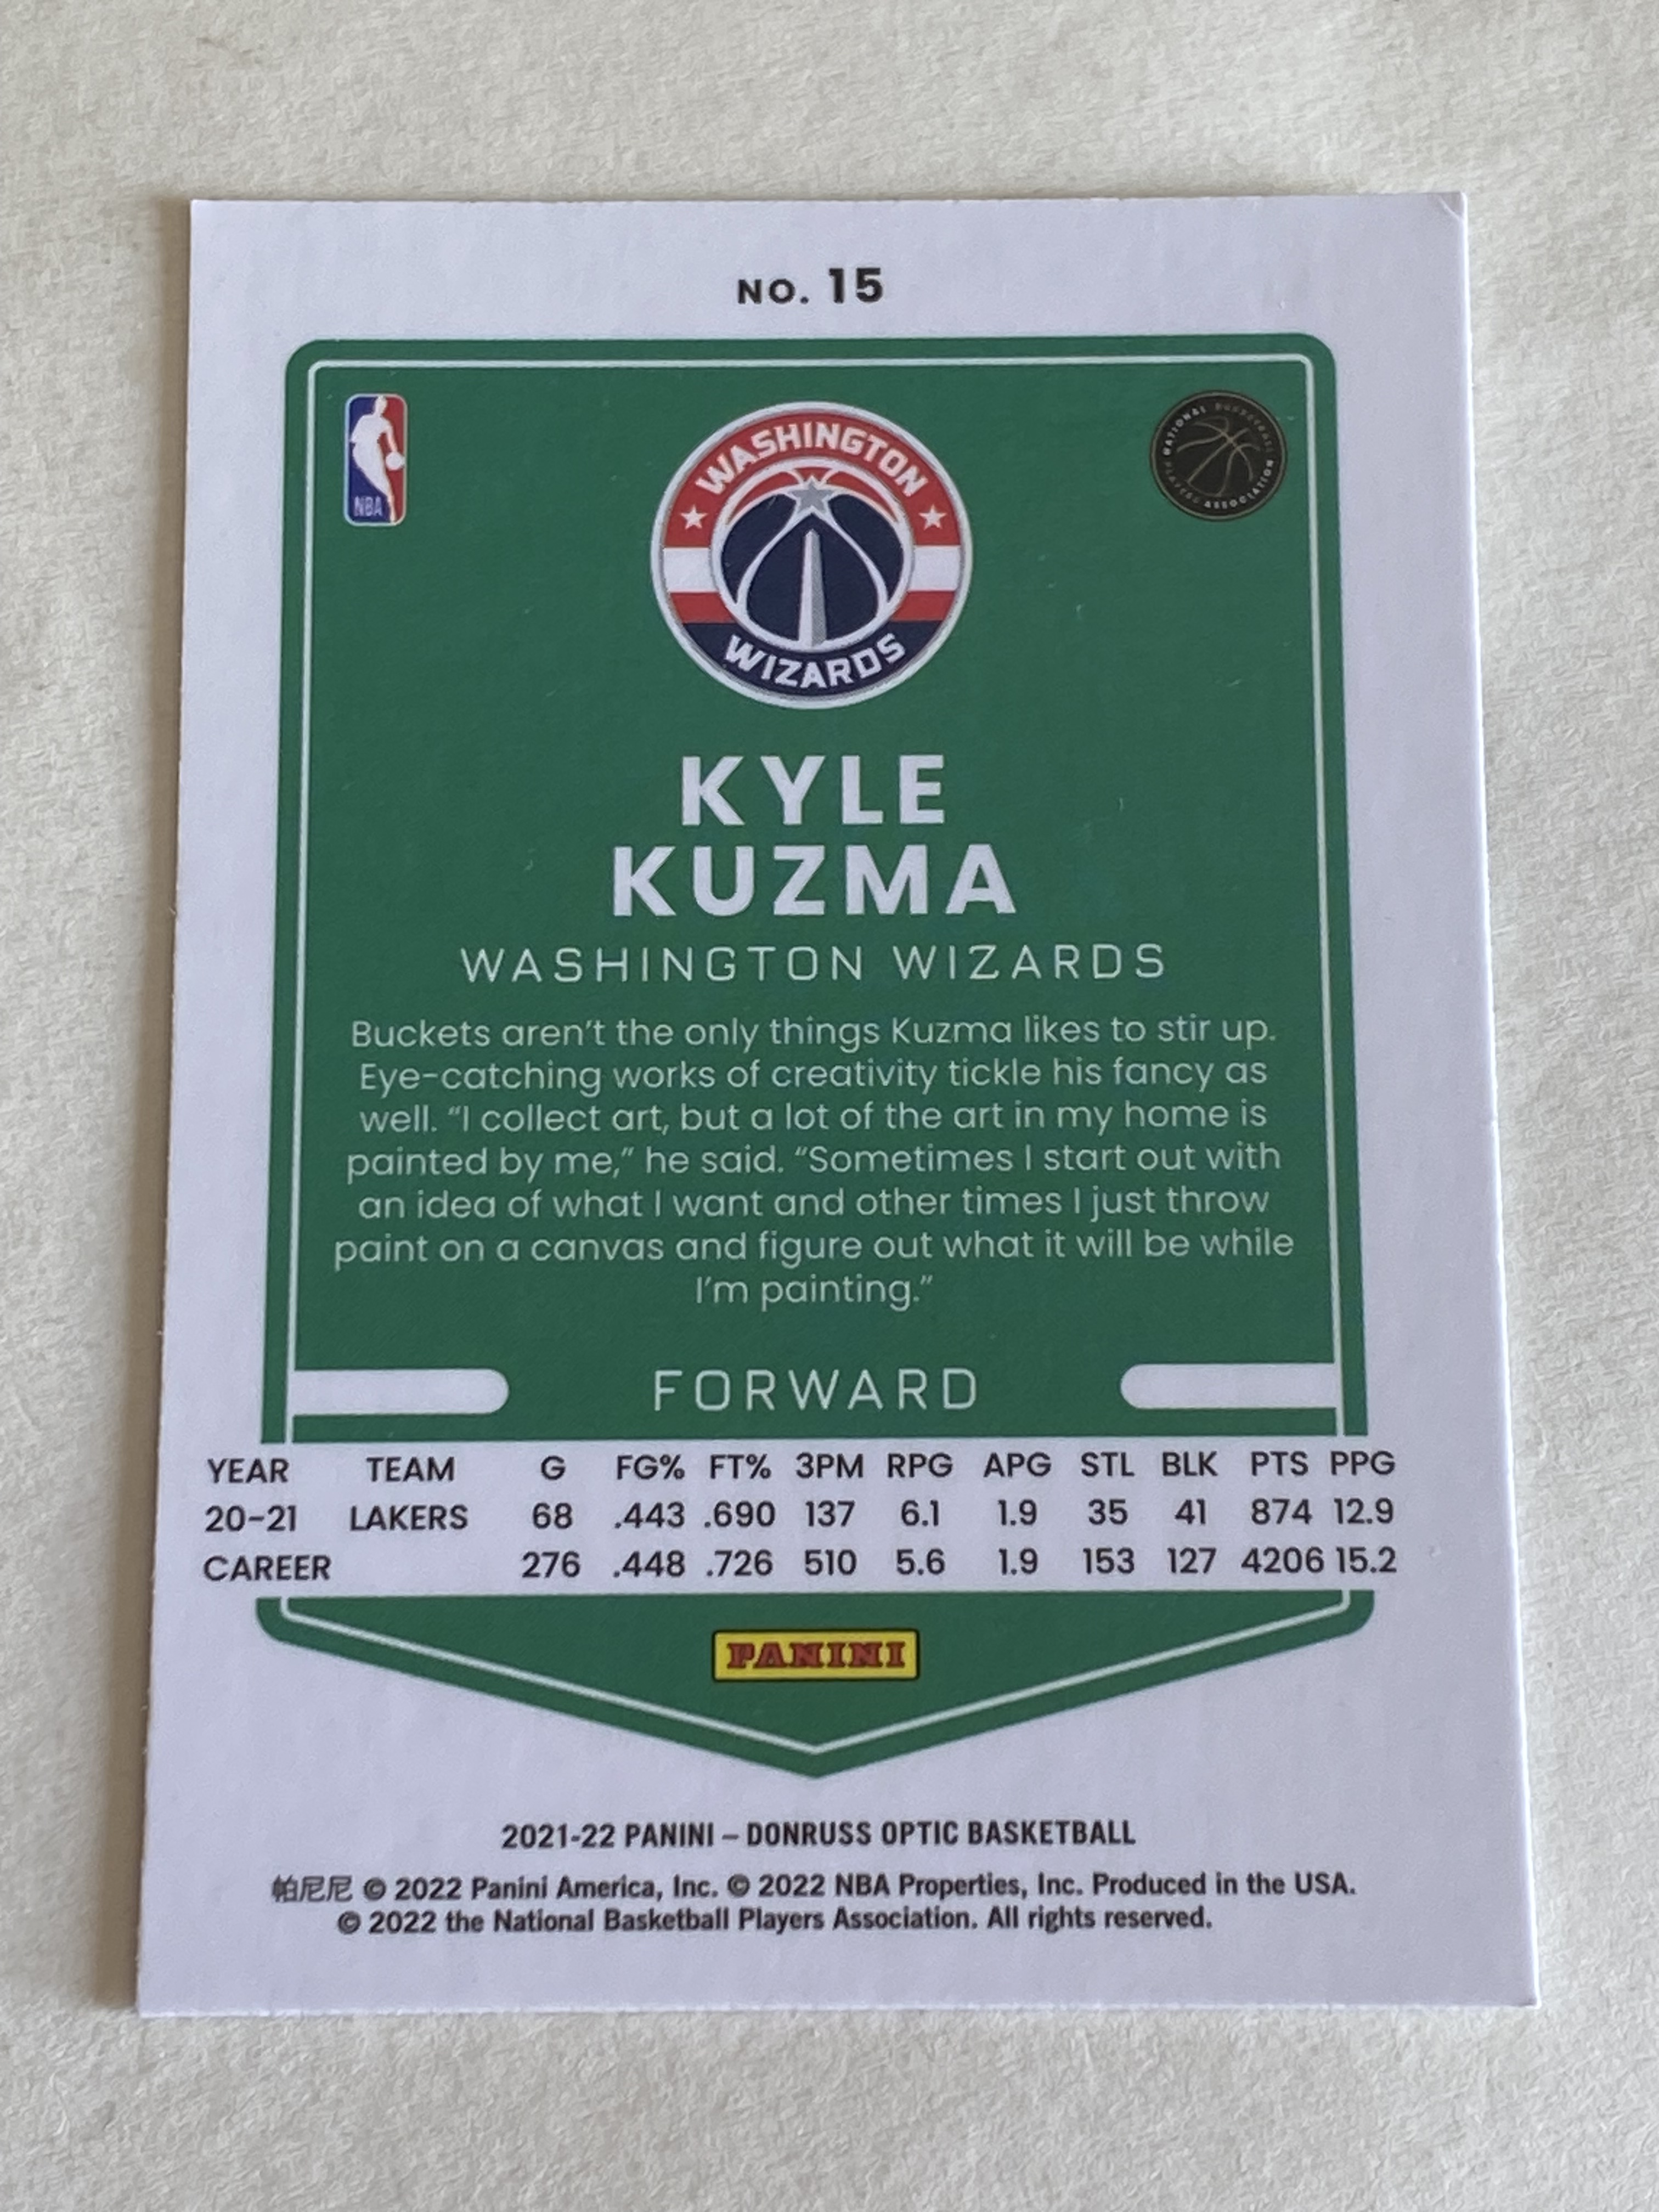 NO. 15
NBA
WASHINGTON
WIZARDS
NATIONAL BASKETBALL
PLAYERS ASSOCIATION
KYLE
KUZMA
WASHINGTON WIZARDS
Buckets aren't the only things Kuzma likes to stir up.
Eye-catching works of creativity tickle his fancy as
well. “I collect art, but a lot of the art in my home is
painted by me,” he said. “Sometimes I start out with
an idea of what I want and other times I just throw
paint on a canvas and figure out what it will be while
I'm painting.”
FORWARD
YEAR TEAM G FG% FT% 3PM RPG APG STL BLK PTS PPG
20-21 LAKERS 68 .443 .690 137 6.1 1.9 35 41 874 12.9
CAREER 276 .448 .726 510 5.6 1.9 153 127 4206 15.2
PANINI
2021-22 PANINI – DONRUSS OPTIC BASKETBALL
帕尼尼 © 2022 Panini America, Inc. © 2022 NBA Properties, Inc. Produced in the USA.
© 2022 the National Basketball Players Association. All rights reserved.